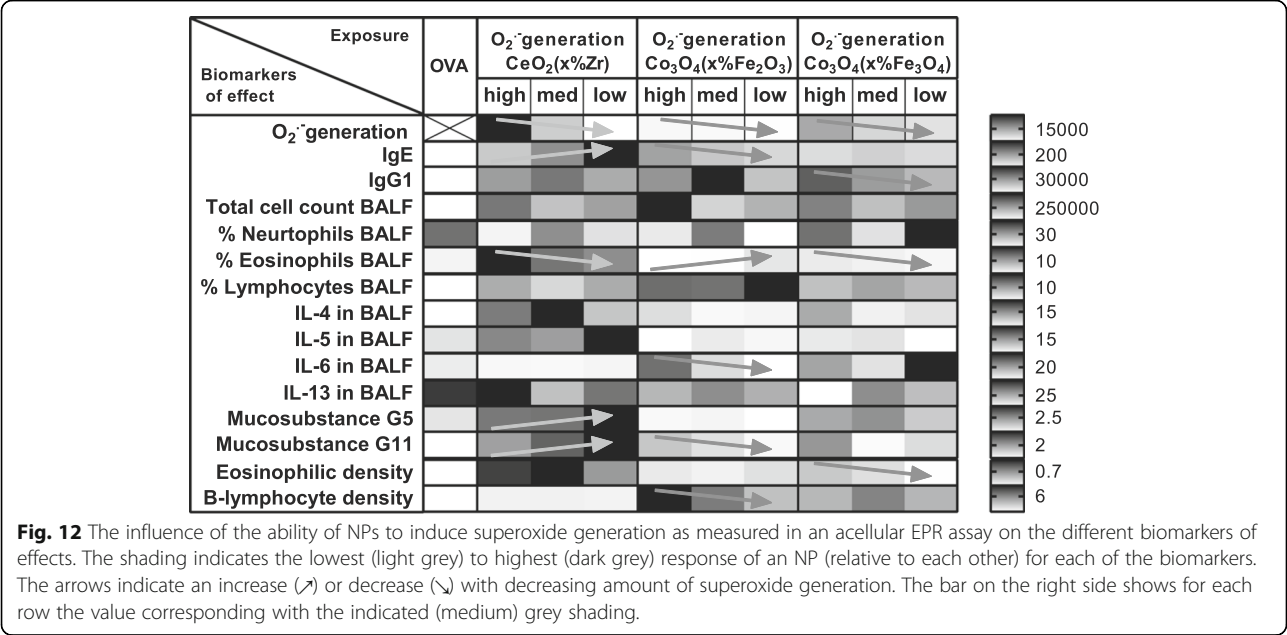 Exposure
Biomarkers
of effect
OVA
O₂·⁻generation
CeO₂(x%Zr)
O₂·⁻generation
Co₃O₄(x%Fe₂O₃)
O₂·⁻generation
Co₃O₄(x%Fe₃O₄)
high med low high med low high med low
O₂·⁻generation 15000
IgE 200
IgG1 30000
Total cell count BALF 250000
% Neurtophils BALF 30
% Eosinophils BALF 10
% Lymphocytes BALF 10
IL-4 in BALF 15
IL-5 in BALF 15
IL-6 in BALF 20
IL-13 in BALF 25
Mucosubstance G5 2.5
Mucosubstance G11 2
Eosinophilic density 0.7
B-lymphocyte density 6
Fig. 12 The influence of the ability of NPs to induce superoxide generation as measured in an acellular EPR assay on the different biomarkers of
effects. The shading indicates the lowest (light grey) to highest (dark grey) response of an NP (relative to each other) for each of the biomarkers.
The arrows indicate an increase (↗) or decrease (↘) with decreasing amount of superoxide generation. The bar on the right side shows for each
row the value corresponding with the indicated (medium) grey shading.